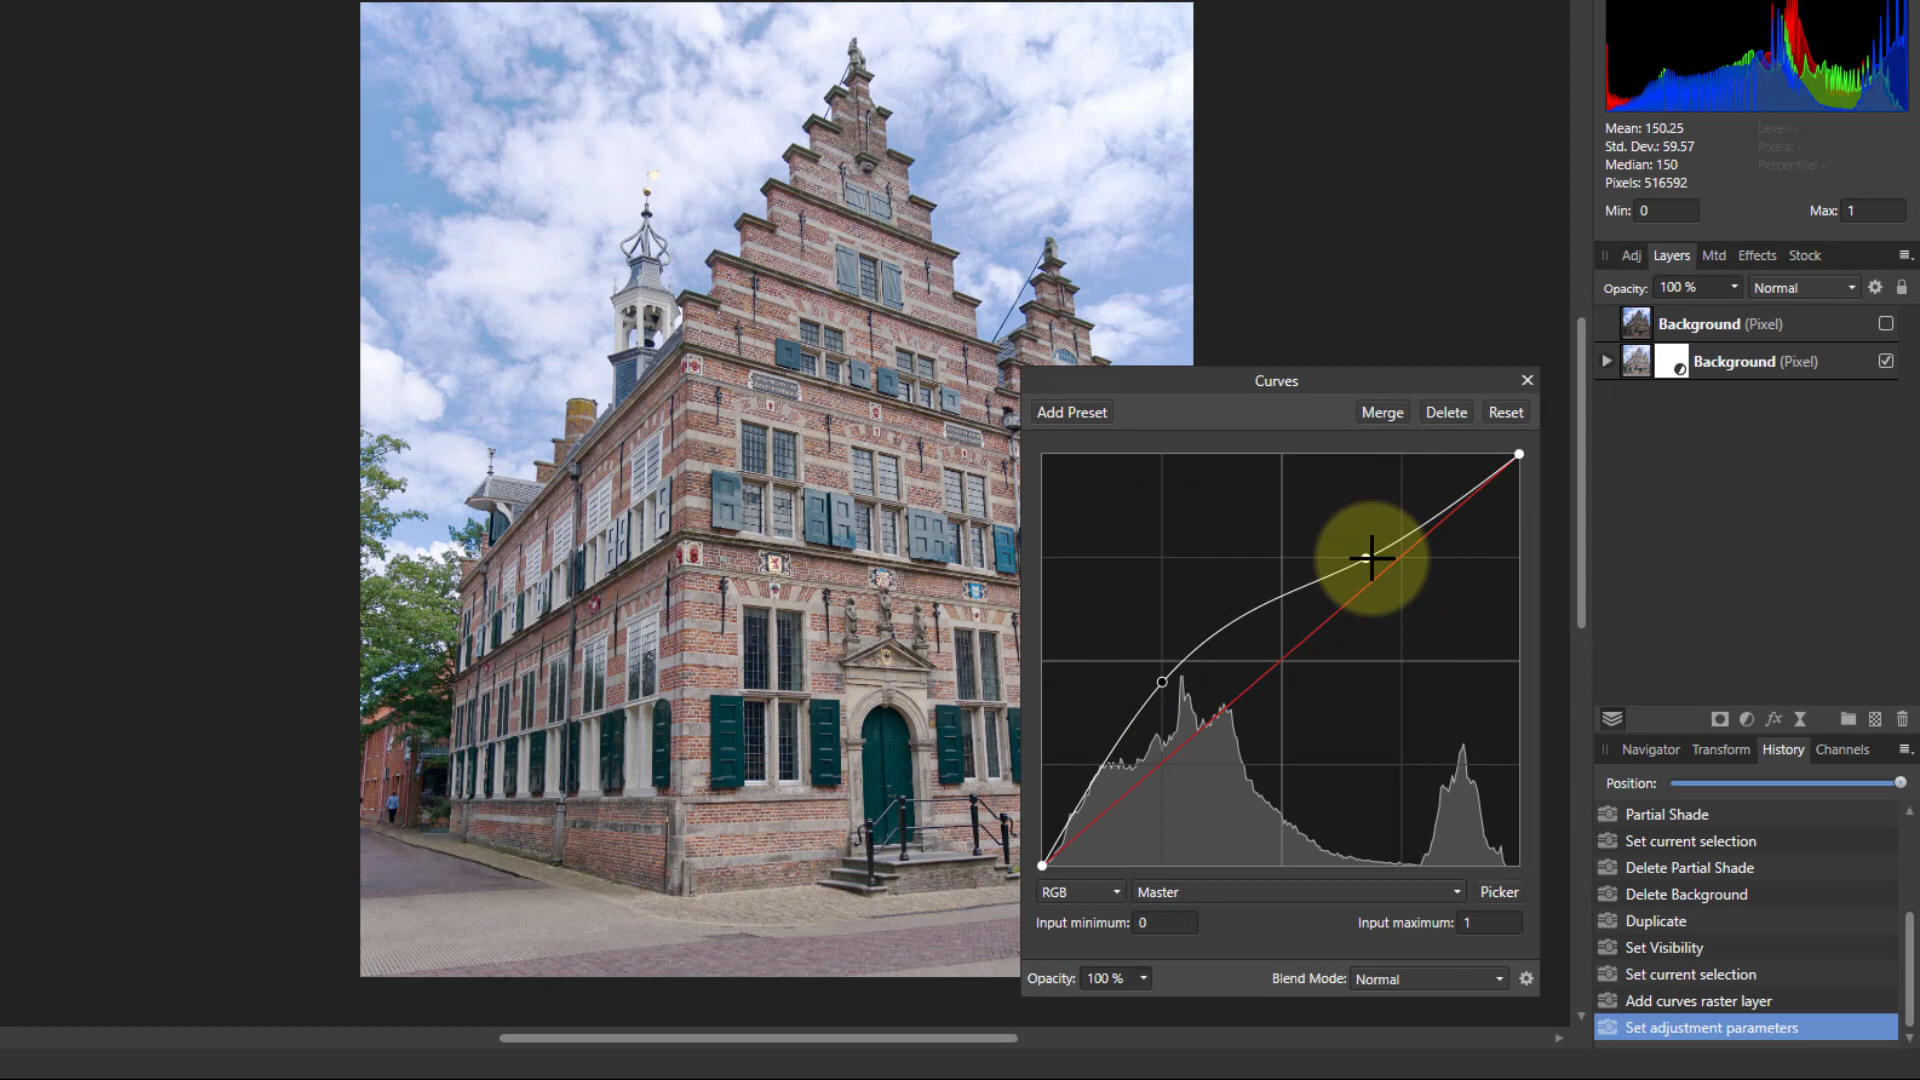 Mean: 150.25
Std. Dev.: 59.57
Median: 150
Pixels: 516592
Level: -
Pixels: -
Percentile: -
Min: 0
Max: 1
Adj Layers Mtd Effects Stock
Opacity: 100 % Normal
Background (Pixel)
Background (Pixel)
Curves
Add Preset Merge Delete Reset
RGB Master Picker
Input minimum: 0 Input maximum: 1
Opacity: 100 % Blend Mode: Normal
Navigator Transform History Channels
Position:
Partial Shade
Set current selection
Delete Partial Shade
Delete Background
Duplicate
Set Visibility
Set current selection
Add curves raster layer
Set adjustment parameters